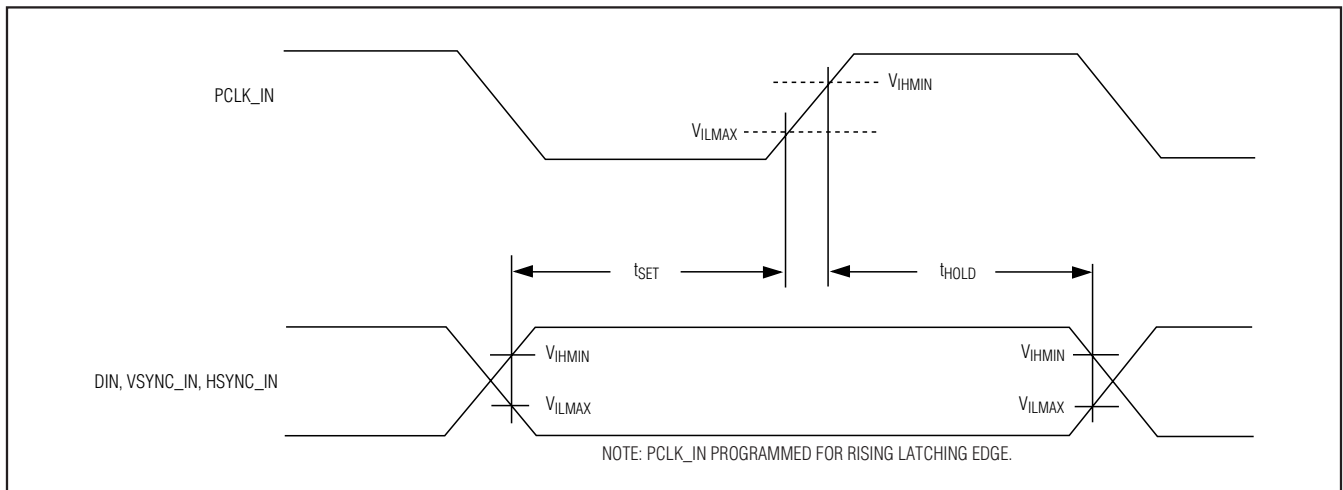 PCLK_IN
VIHMIN
VILMAX
tSET
tHOLD
DIN, VSYNC_IN, HSYNC_IN
VIHMIN
VIHMIN
VILMAX
VILMAX
NOTE: PCLK_IN PROGRAMMED FOR RISING LATCHING EDGE.